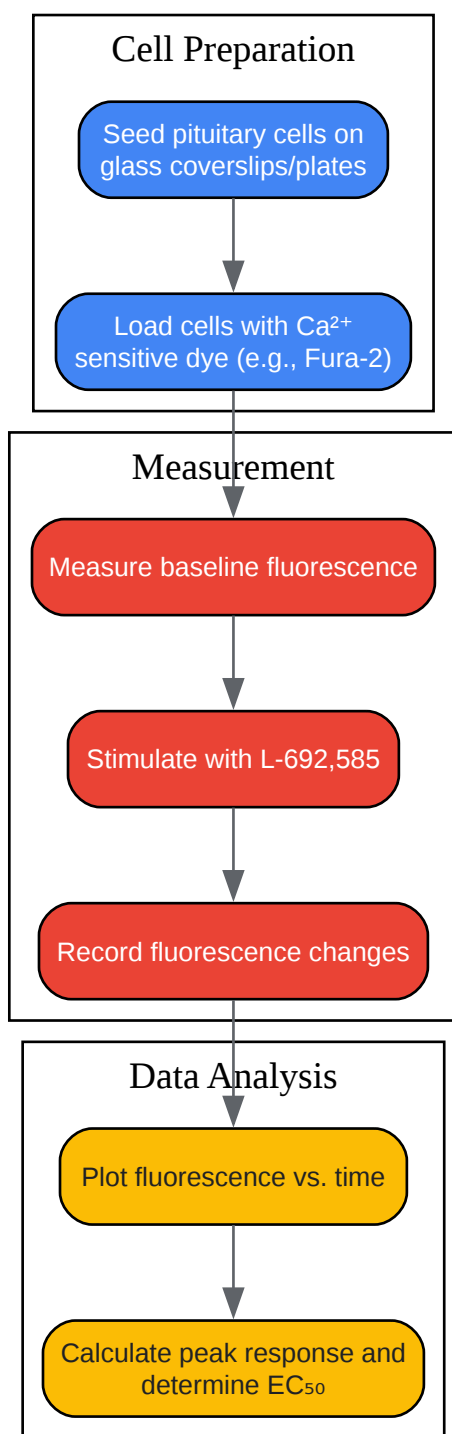 Cell Preparation
Seed pituitary cells on
glass coverslips/plates
Load cells with Ca²⁺
sensitive dye (e.g., Fura-2)
Measurement
Measure baseline fluorescence
Stimulate with L-692,585
Record fluorescence changes
Data Analysis
Plot fluorescence vs. time
Calculate peak response and
determine EC₅₀